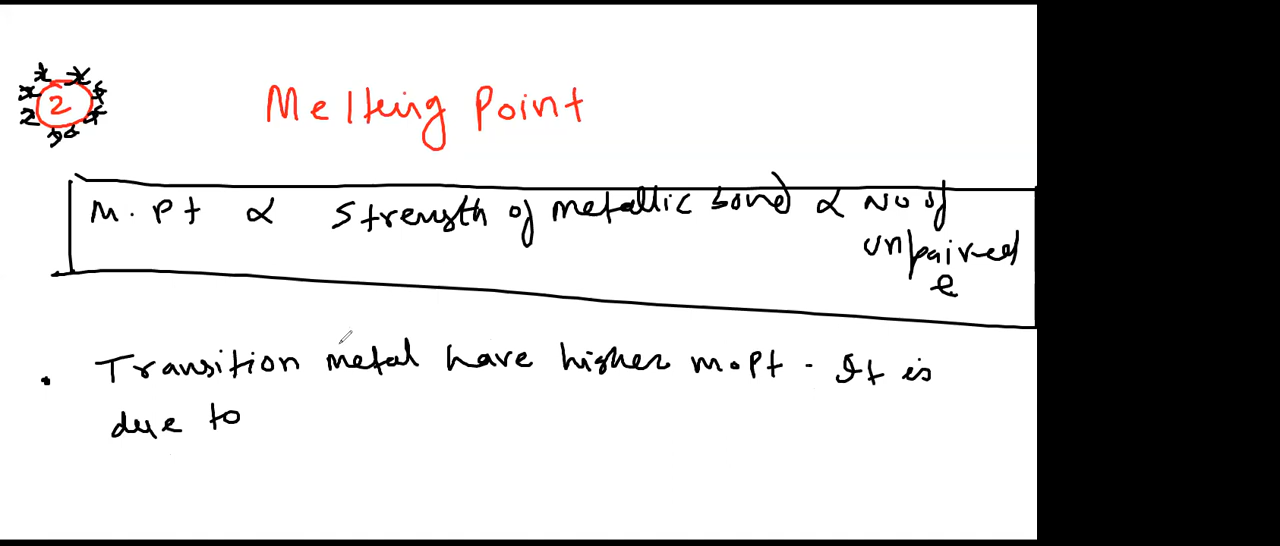 2
Melting Point
M.Pt ∝ Strength of metallic bond ∝ No of
unpaired
e
• Transition metal have higher m.pt. It is
due to